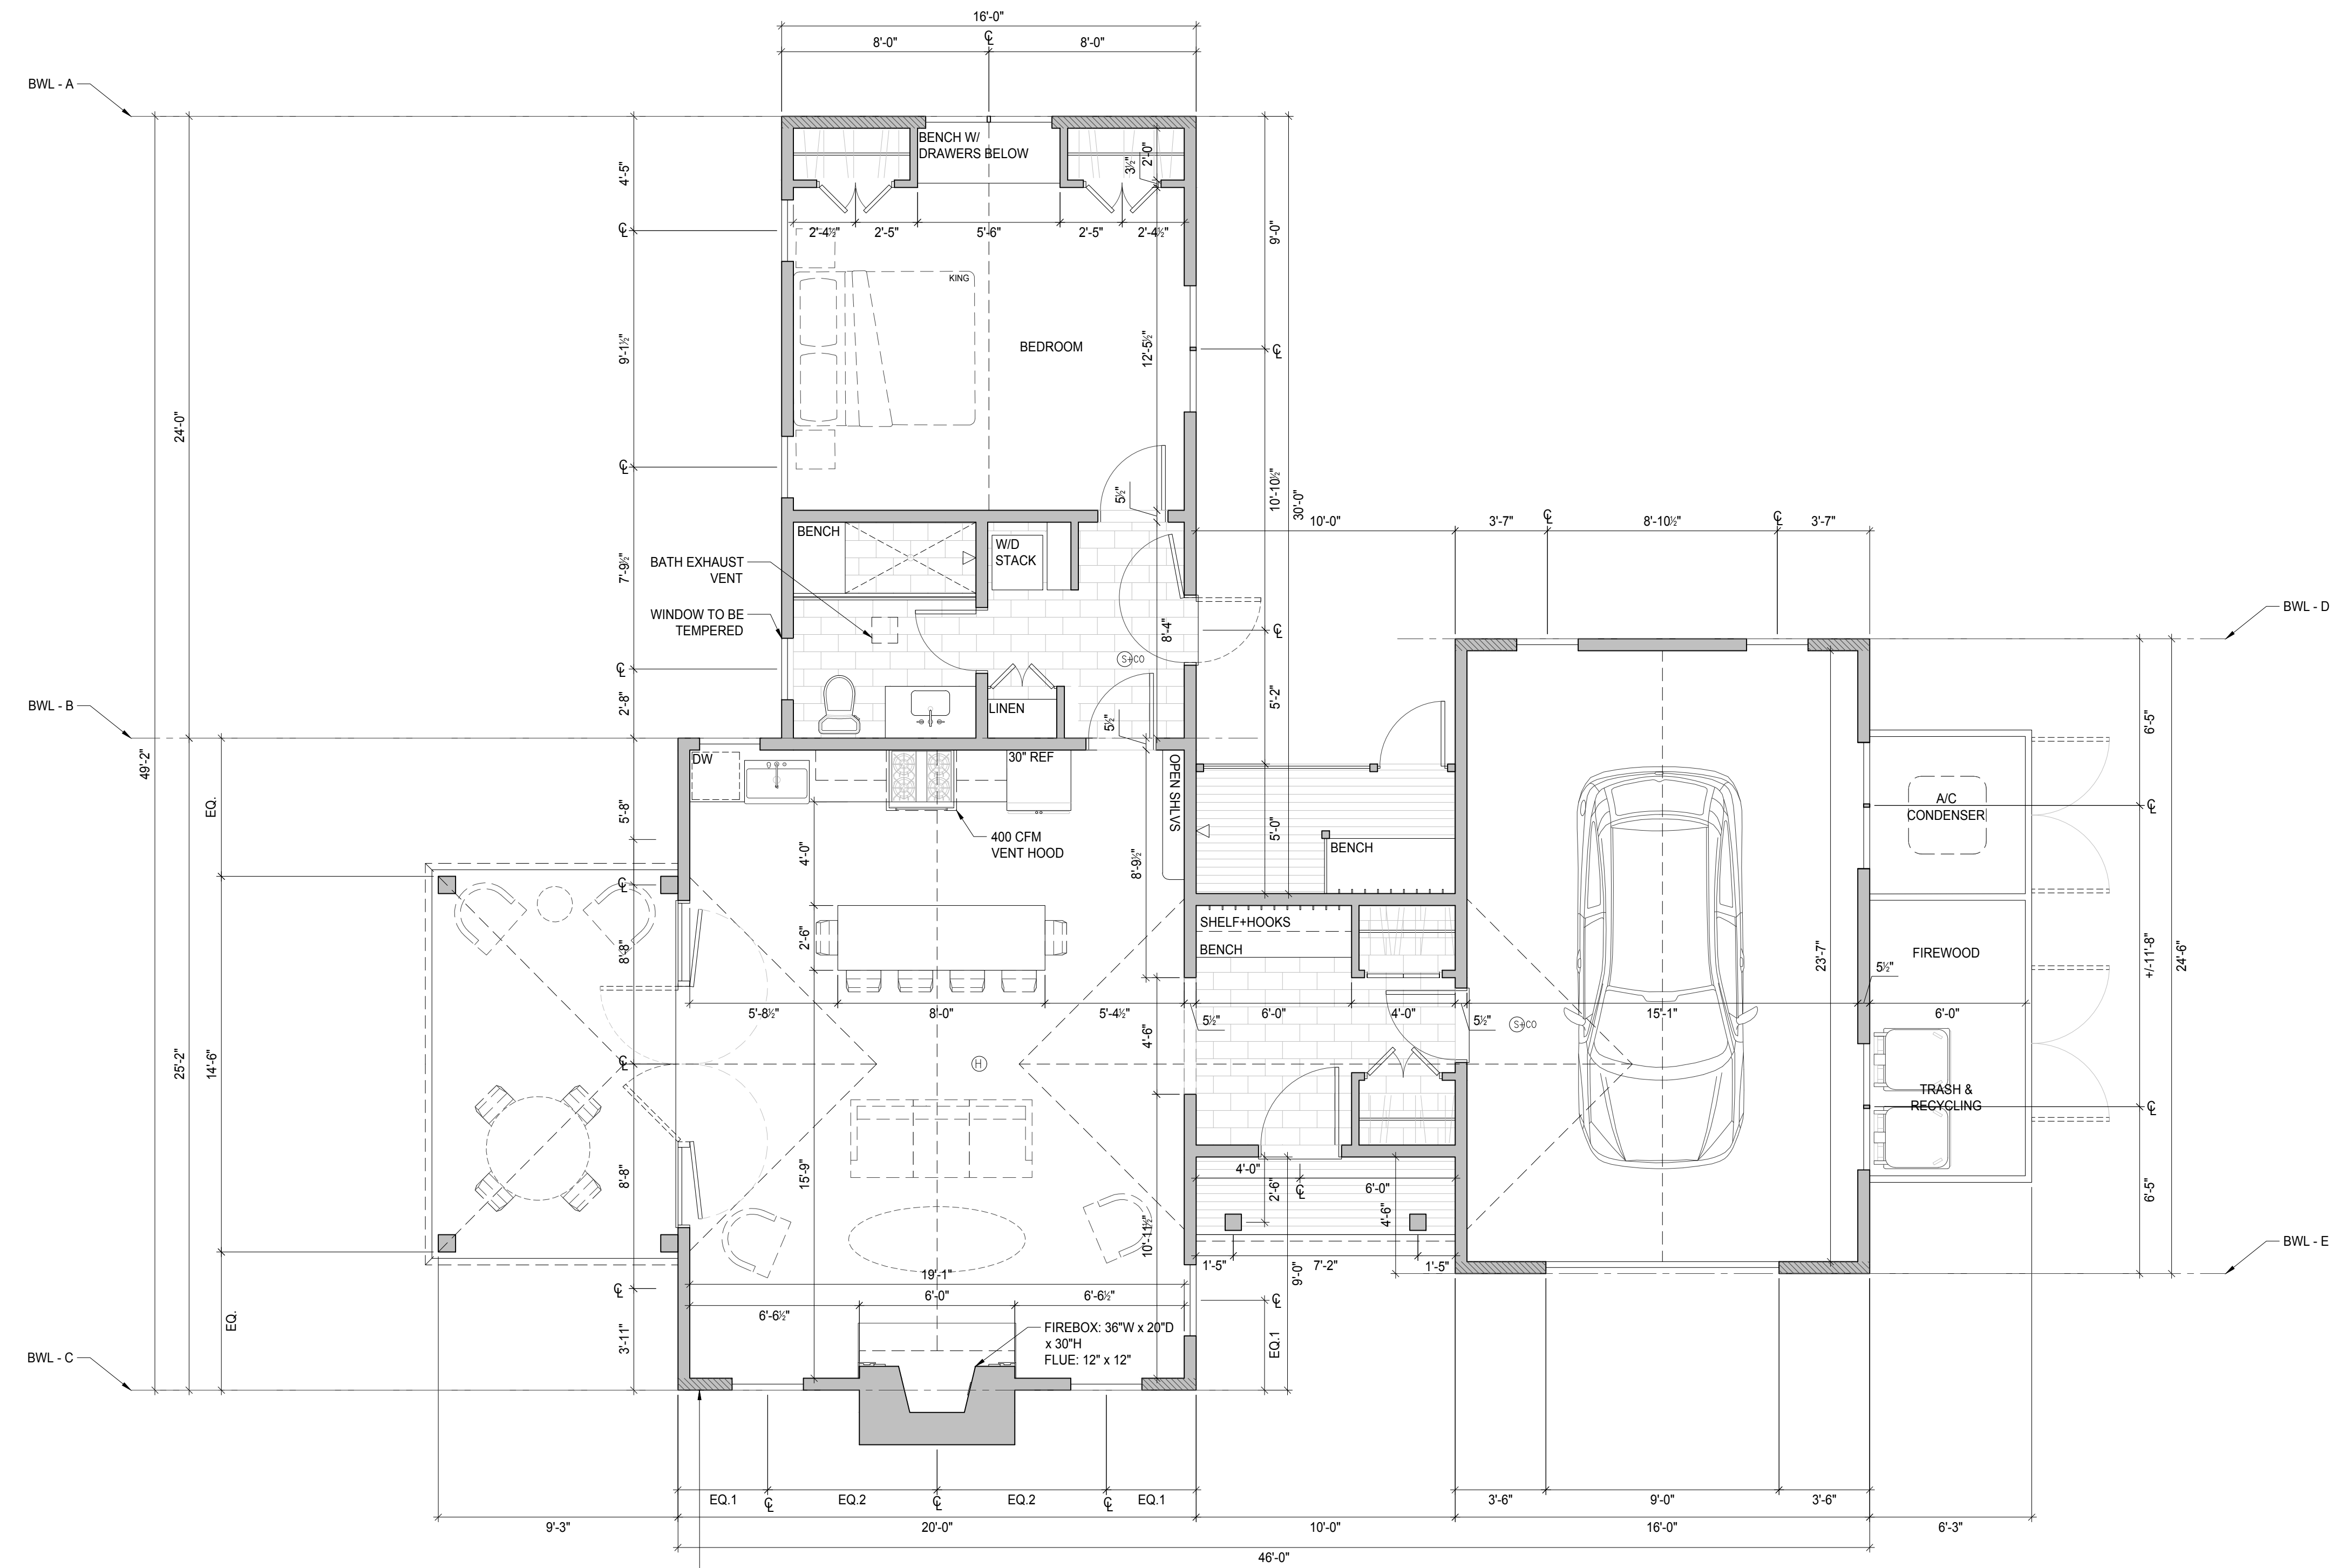 16'-0"
8'-0"
℄
8'-0"
BWL - A
BENCH W/
DRAWERS BELOW
3½"
2'-0"
4'-5"
℄
2'-4½"
2'-5"
5'-6"
2'-5"
2'-4½"
9'-0"
KING
BEDROOM
9'-1½"
12'-5½"
℄
24'-0"
℄
5½"
10'-10½"
30'-0"
10'-0"
3'-7"
℄
8'-10½"
℄
3'-7"
BENCH
W/D
STACK
BATH EXHAUST
VENT
7'-9½"
WINDOW TO BE
TEMPERED
8'-4"
℄
BWL - D
S+CO
℄
2'-8"
LINEN
5½"
5'-2"
6'-5"
BWL - B
49'-2"
DW
30" REF
OPEN SHLVS
EQ.
5'-8"
400 CFM
VENT HOOD
4'-0"
8'-9½"
5'-0"
BENCH
A/C
CONDENSER
℄
℄
8'-8"
2'-6"
SHELF+HOOKS
BENCH
23'-7"
FIREWOOD
5½"
+/-11'-8"
24'-6"
5'-8½"
8'-0"
5'-4½"
5½"
6'-0"
4'-0"
5½"
S+CO
15'-1"
6'-0"
4'-6"
25'-2"
14'-6"
℄
H
TRASH &
RECYCLING
℄
8'-8"
15'-9"
10'-11½"
4'-0"
2'-6"
℄
6'-0"
4'-6"
6'-5"
BWL - E
1'-5"
7'-2"
1'-5"
9'-0"
19'-1"
℄
6'-6½"
6'-0"
6'-6½"
℄
EQ.
3'-11"
FIREBOX: 36"W x 20"D
x 30"H
FLUE: 12" x 12"
EQ.1
BWL - C
EQ.1
℄
EQ.2
℄
EQ.2
℄
EQ.1
3'-6"
9'-0"
3'-6"
9'-3"
20'-0"
10'-0"
16'-0"
6'-3"
46'-0"